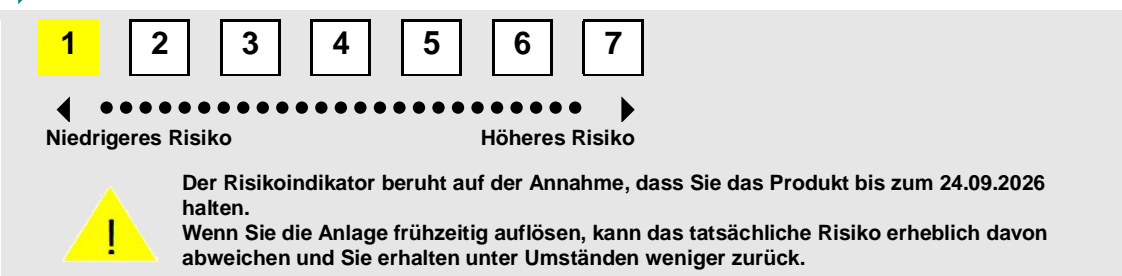 1 2 3 4 5 6 7
Niedrigeres Risiko Höheres Risiko
Der Risikoindikator beruht auf der Annahme, dass Sie das Produkt bis zum 24.09.2026
halten.
! Wenn Sie die Anlage frühzeitig auflösen, kann das tatsächliche Risiko erheblich davon
abweichen und Sie erhalten unter Umständen weniger zurück.